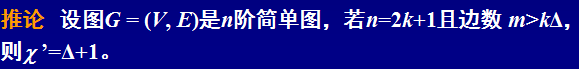 推论 设图G = (V, E)是n阶简单图，若n=2k+1且边数 m>kΔ，
则χ’=Δ+1。